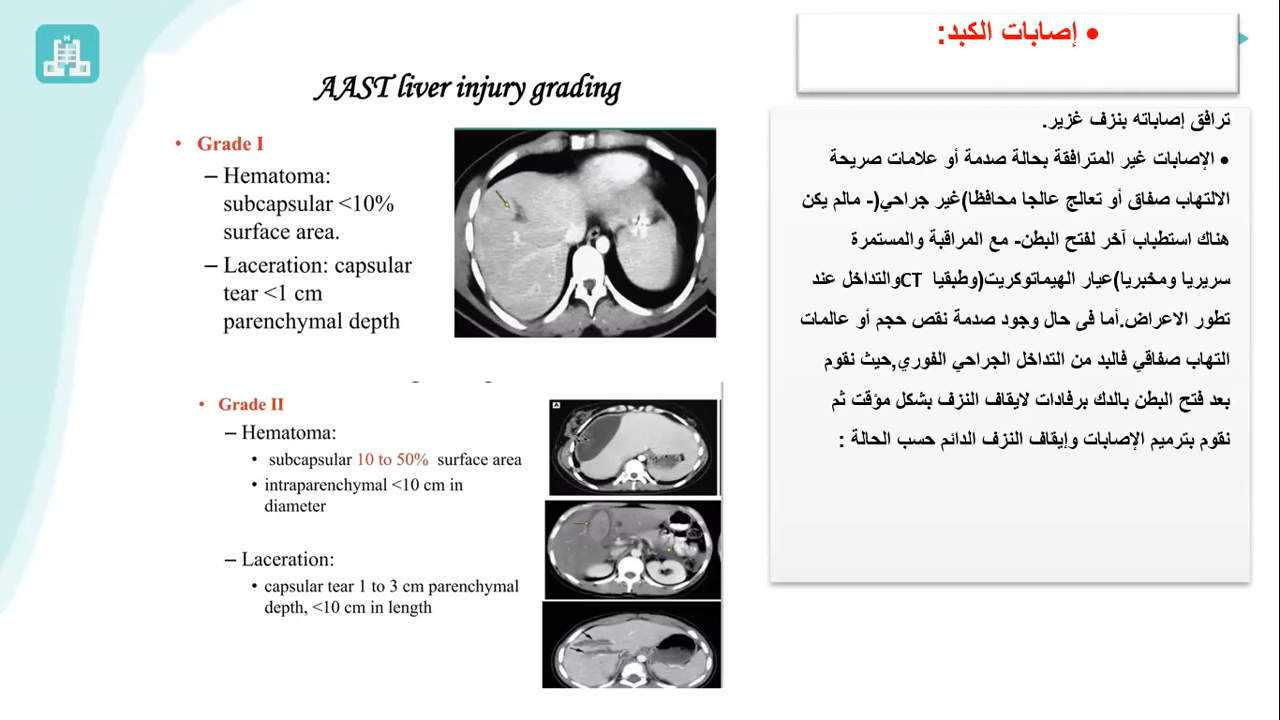 • إصابات الكبد:
AAST liver injury grading
• Grade I
– Hematoma:
subcapsular <10%
surface area.
– Laceration: capsular
tear <1 cm
parenchymal depth
• Grade II
– Hematoma:
• subcapsular 10 to 50% surface area
• intraparenchymal <10 cm in
diameter
– Laceration:
• capsular tear 1 to 3 cm parenchymal
depth, <10 cm in length
ترافق إصاباته بنزف غزير.
• الإصابات غير المترافقة بحالة صدمة أو علامات صريحة
الالتهاب صفاق أو تعالج عالجا محافظا)غير جراحي(- مالم يكن
هناك استطباب آخر لفتح البطن- مع المراقبة والمستمرة
سريريا ومخبريا)عيار الهيماتوكريت(وطبقيا CTوالتداخل عند
تطور الاعراض.أما فى حال وجود صدمة نقص حجم أو عالمات
التهاب صفاقي فالبد من التداخل الجراحي الفوري,حيث نقوم
بعد فتح البطن بالدك برفادات لايقاف النزف بشكل مؤقت ثم
نقوم بترميم الإصابات وإيقاف النزف الدائم حسب الحالة :